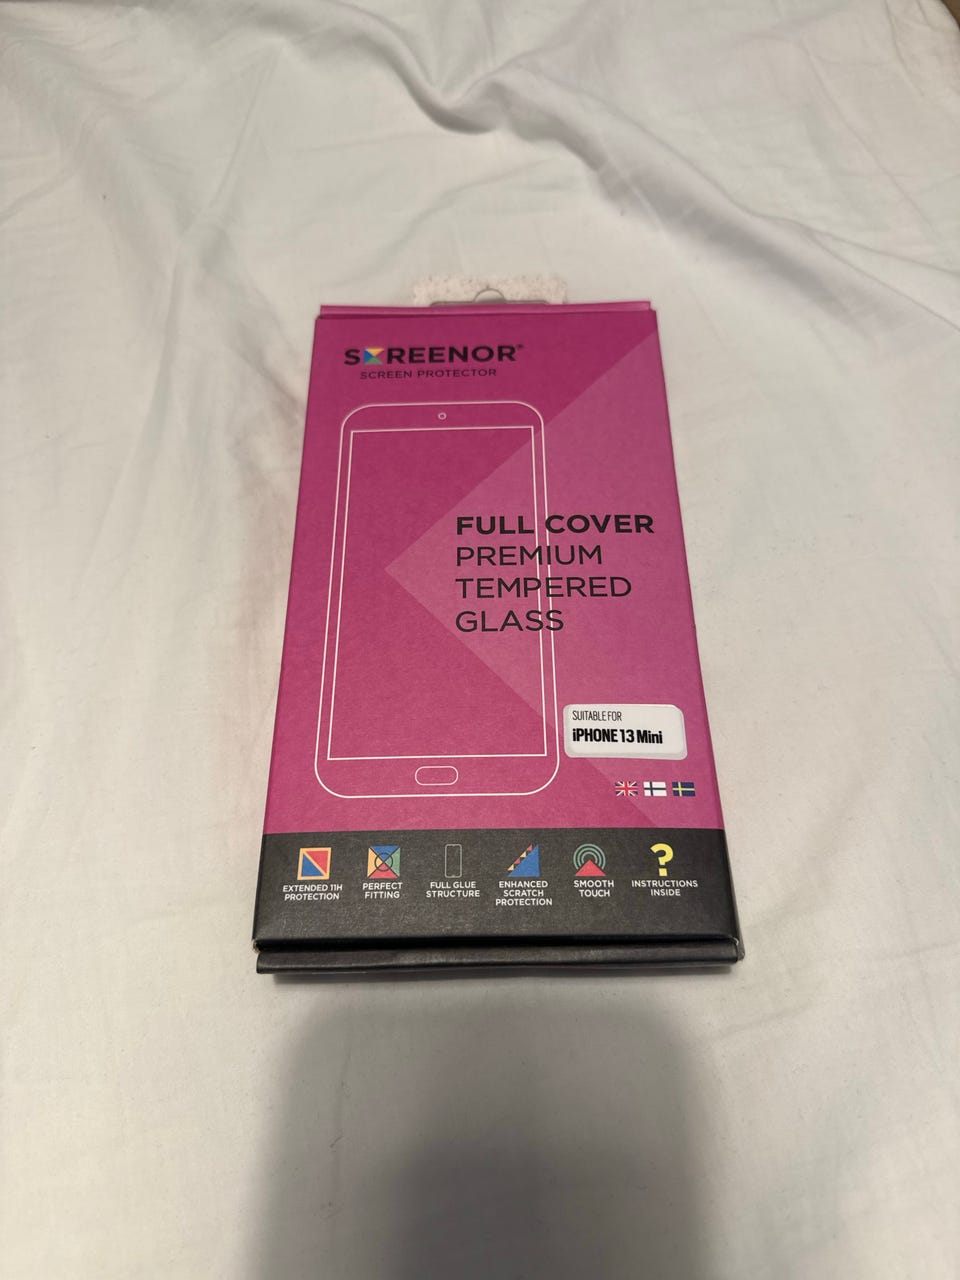 SCREENOR®
SCREEN PROTECTOR
FULL COVER
PREMIUM
TEMPERED
GLASS
SUITABLE FOR
iPHONE 13 Mini
EXTENDED 11H
PROTECTION
PERFECT
FITTING
FULL GLUE
STRUCTURE
ENHANCED
SCRATCH
PROTECTION
SMOOTH
TOUCH
?
INSTRUCTIONS
INSIDE